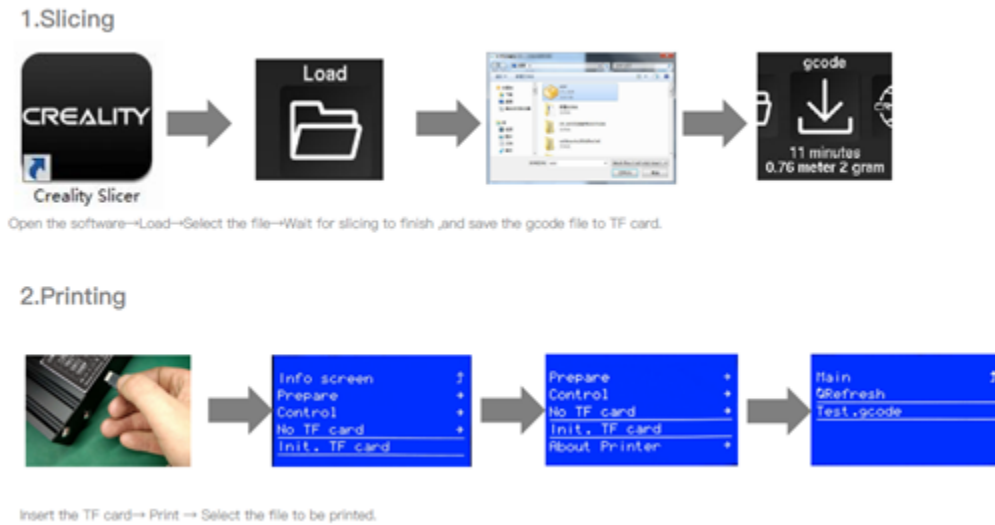 1.Slicing
CREALITY
Creality Slicer
Load
gcode
11 minutes
0.76 meter 2 gram
Open the software→Load→Select the file→Wait for slicing to finish ,and save the gcode file to TF card.
2.Printing
Info screen
Prepare
Control
No TF card
Init. TF card
Prepare
Control
No TF card
Init. TF card
About Printer
Main
Refresh
Test.gcode
Insert the TF card→ Print → Select the file to be printed.